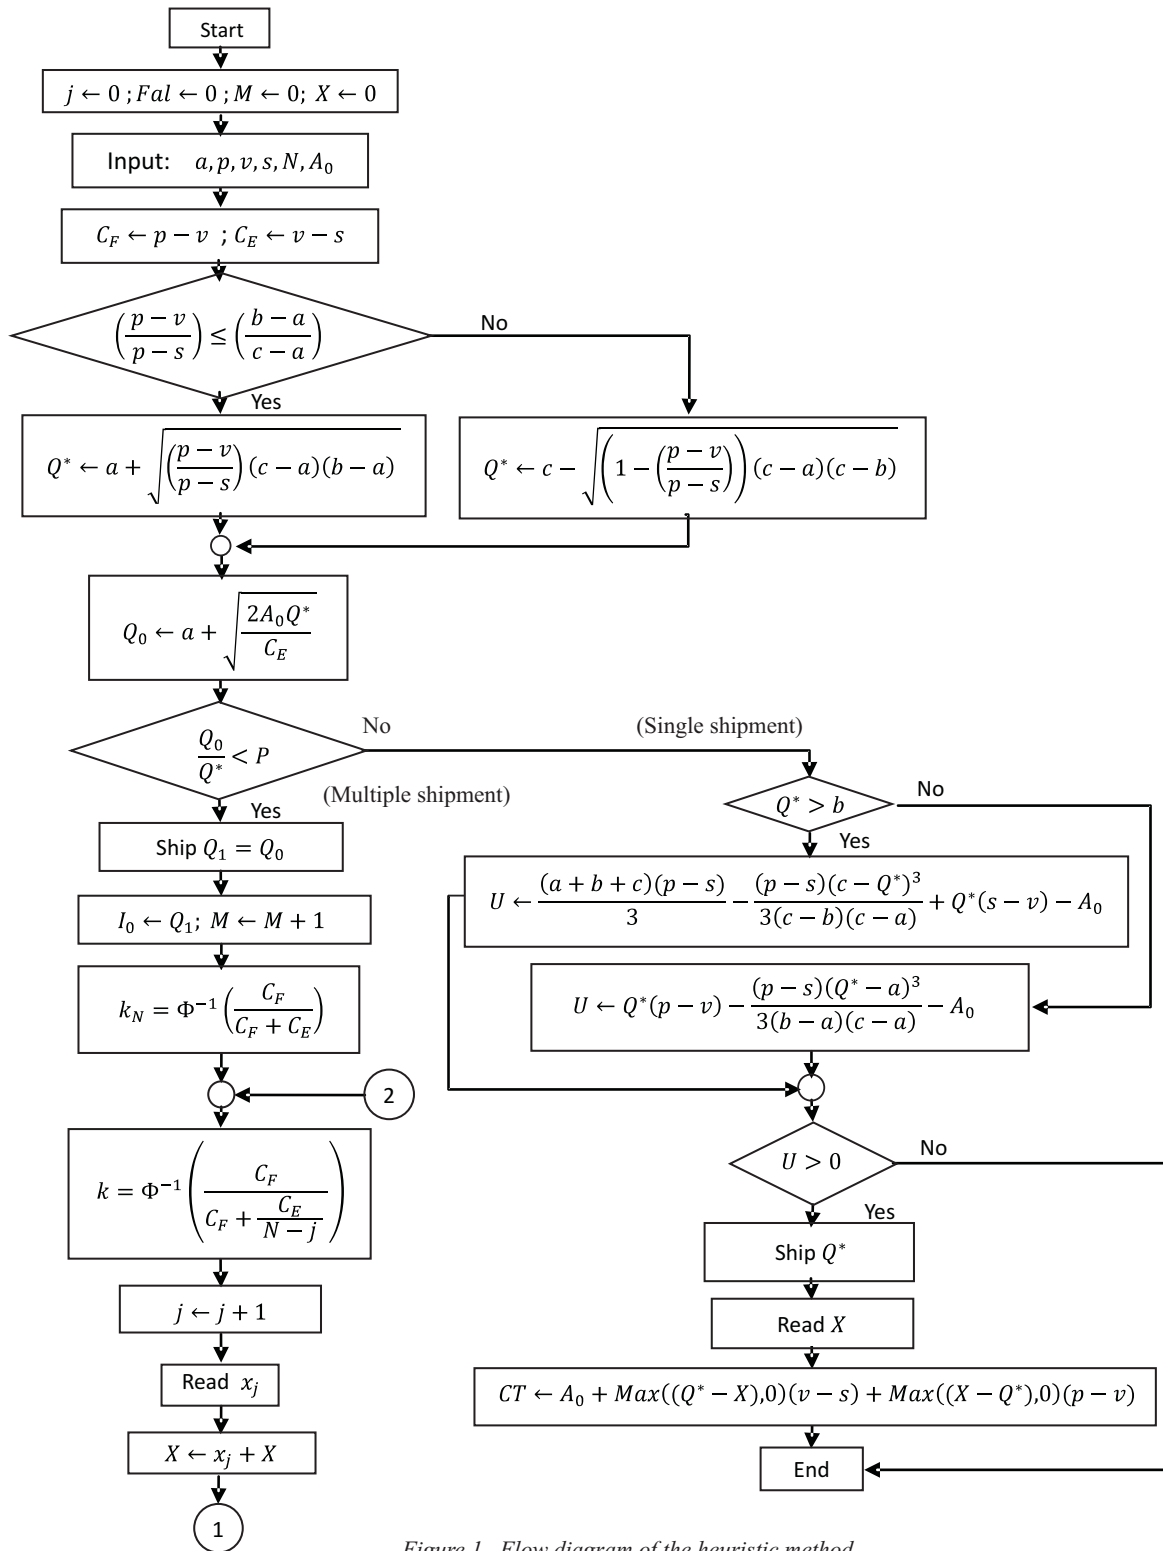 Start
j ← 0 ; Fal ← 0 ; M ← 0; X ← 0
Input: a, p, v, s, N, A₀
C_F ← p − v ; C_E ← v − s
((p − v)/(p − s)) ≤ ((b − a)/(c − a))
No
Yes
Q* ← a + √(((p − v)/(p − s)) (c − a)(b − a))
Q* ← c − √((1 − ((p − v)/(p − s))) (c − a)(c − b))
Q₀ ← a + √(2A₀Q*/C_E)
Q₀/Q* < P
No
(Single shipment)
(Multiple shipment)
Yes
Ship Q₁ = Q₀
I₀ ← Q₁; M ← M + 1
k_N = Φ⁻¹(C_F/(C_F + C_E))
2
k = Φ⁻¹(C_F/(C_F + C_E/(N − j)))
j ← j + 1
Read x_j
X ← x_j + X
1
Q* > b
No
Yes
U ← (a + b + c)(p − s)/3 − (p − s)(c − Q*)³/(3(c − b)(c − a)) + Q*(s − v) − A₀
U ← Q*(p − v) − (p − s)(Q* − a)³/(3(b − a)(c − a)) − A₀
U > 0
No
Yes
Ship Q*
Read X
CT ← A₀ + Max((Q* − X),0)(v − s) + Max((X − Q*),0)(p − v)
End
Figure 1. Flow diagram of the heuristic method